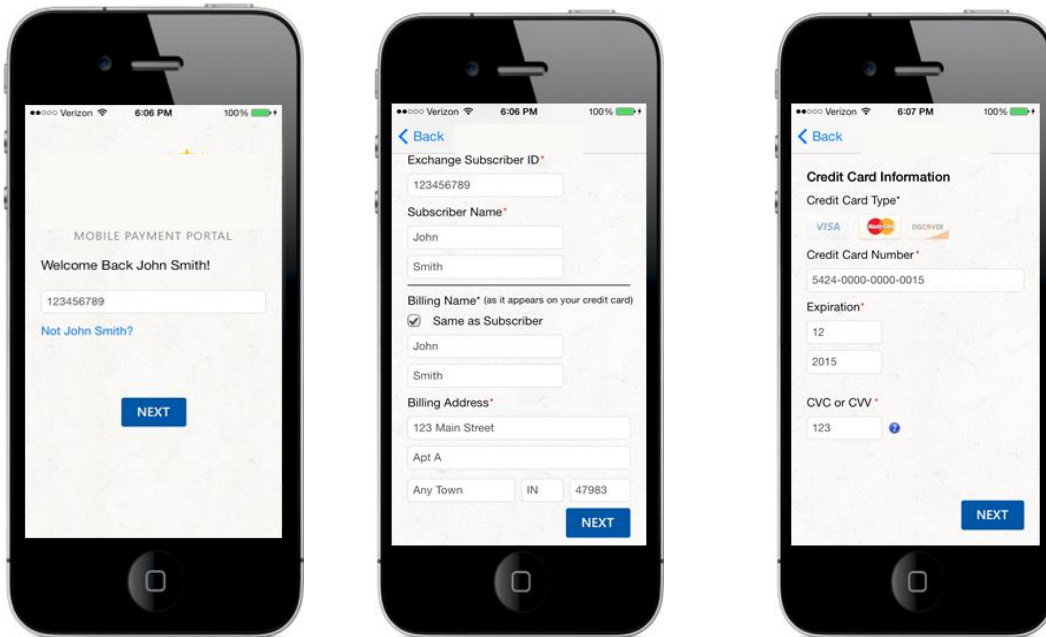 Verizon 6:06 PM 100%
MOBILE PAYMENT PORTAL
Welcome Back John Smith!
123456789
Not John Smith?
NEXT
Verizon 6:06 PM 100%
Back
Exchange Subscriber ID*
123456789
Subscriber Name*
John
Smith
Billing Name* (as it appears on your credit card)
Same as Subscriber
John
Smith
Billing Address*
123 Main Street
Apt A
Any Town IN 47983
NEXT
Verizon 6:07 PM 100%
Back
Credit Card Information
Credit Card Type*
VISA MasterCard DISCOVER
Credit Card Number*
5424-0000-0000-0015
Expiration*
12
2015
CVC or CVV *
123 ?
NEXT